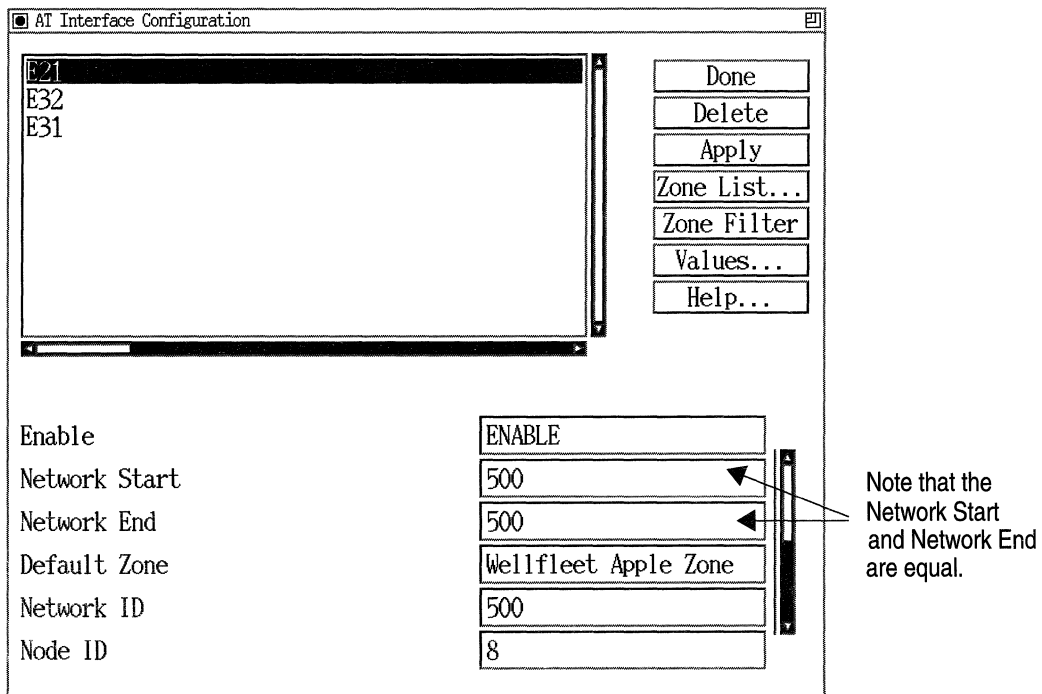 AT Interface Configuration
E21
E32
E31
Done
Delete
Apply
Zone List...
Zone Filter
Values...
Help...
Enable
ENABLE
Network Start
500
Network End
500
Default Zone
Wellfleet Apple Zone
Network ID
500
Node ID
8
Note that the
Network Start
and Network End
are equal.